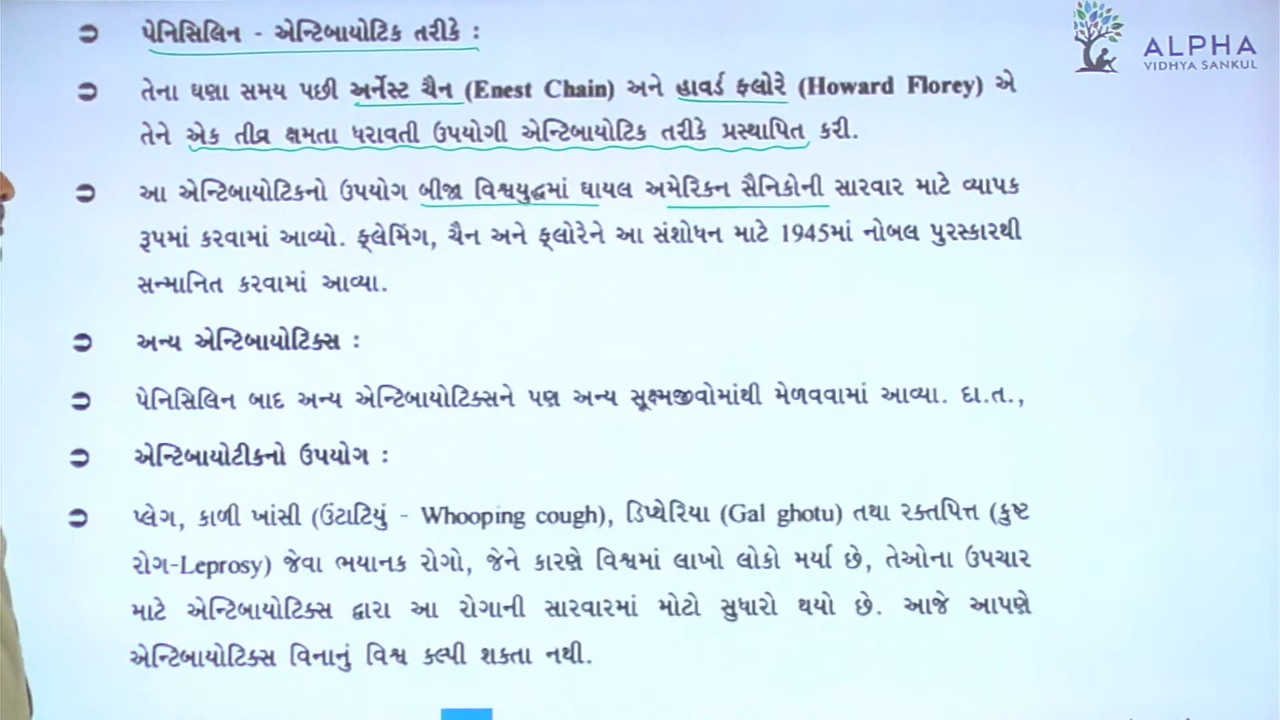 પેનિસિલિન - એન્ટિબાયોટિક તરીકે :
ALPHA
VIDHYA SANKUL
તેના ઘણા સમય પછી અર્નેસ્ટ ચૈન (Enest Chain) અને હાવર્ડ ફ્લોરે (Howard Florey) એ
તેને એક તીવ્ર ક્ષમતા ધરાવતી ઉપયોગી એન્ટિબાયોટિક તરીકે પ્રસ્થાપિત કરી.
આ એન્ટિબાયોટિકનો ઉપયોગ બીજા વિશ્વયુદ્ધમાં ઘાયલ અમેરિકન સૈનિકોની સારવાર માટે વ્યાપક
રૂપમાં કરવામાં આવ્યો. ફ્લેમિંગ, ચૈન અને ફ્લોરેને આ સંશોધન માટે 1945માં નોબલ પુરસ્કારથી
સન્માનિત કરવામાં આવ્યા.
અન્ય એન્ટિબાયોટિક્સ :
પેનિસિલિન બાદ અન્ય એન્ટિબાયોટિક્સને પણ અન્ય સૂક્ષ્મજીવોમાંથી મેળવવામાં આવ્યા. દા.ત.,
એન્ટિબાયોટીકનો ઉપયોગ :
પ્લેગ, કાળી ખાંસી (ઉંટાટિયું - Whooping cough), ડિપ્થેરિયા (Gal ghotu) તથા રક્તપિત્ત (કુષ્ટ
રોગ-Leprosy) જેવા ભયાનક રોગો, જેને કારણે વિશ્વમાં લાખો લોકો મર્યા છે, તેઓના ઉપચાર
માટે એન્ટિબાયોટિક્સ દ્વારા આ રોગાની સારવારમાં મોટો સુધારો થયો છે. આજે આપણે
એન્ટિબાયોટિક્સ વિનાનું વિશ્વ કલ્પી શકતા નથી.